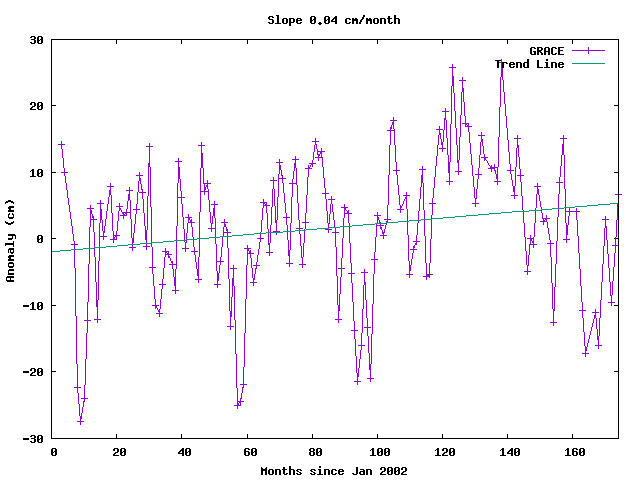 Slope 0.04 cm/month
GRACE
Trend Line
30
20
10
0
-10
-20
-30
Anomaly (cm)
0 20 40 60 80 100 120 140 160
Months since Jan 2002